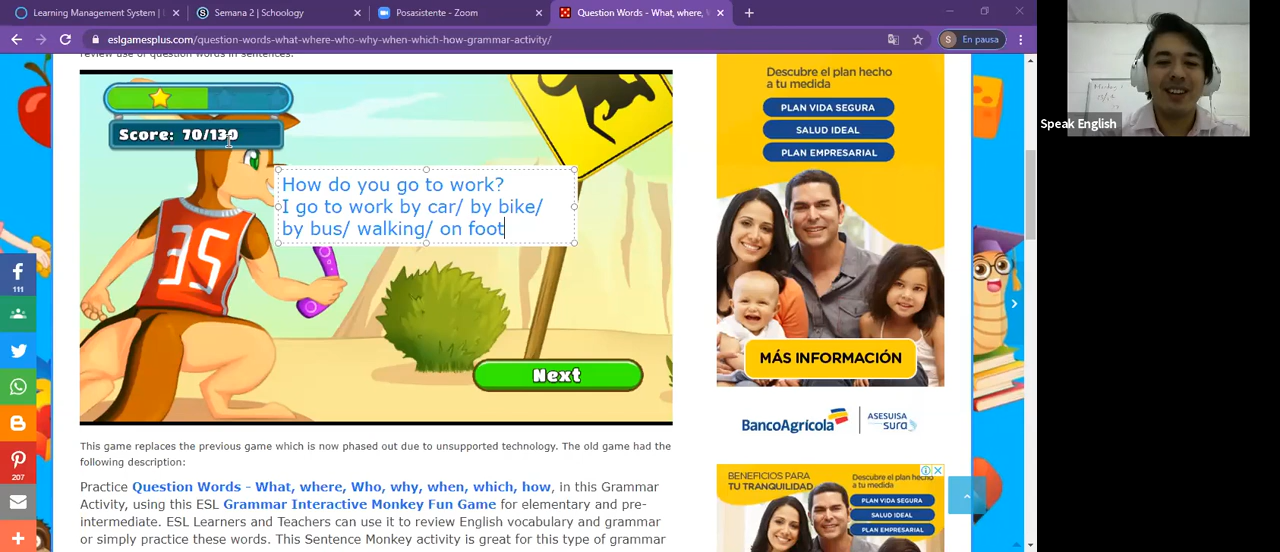 Learning Management System | 
Semana 2 | Schoology
Posasistente - Zoom
Question Words - What, where, W
eslgamesplus.com/question-words-what-where-who-why-when-which-how-grammar-activity/
En pausa
review use of question words in sentences.
Score: 70/130
How do you go to work?
I go to work by car/ by bike/
by bus/ walking/ on foot
35
Next
This game replaces the previous game which is now phased out due to unsupported technology. The old game had the
following description:
Practice Question Words - What, where, Who, why, when, which, how, in this Grammar
Activity, using this ESL Grammar Interactive Monkey Fun Game for elementary and pre-
intermediate. ESL Learners and Teachers can use it to review English vocabulary and grammar
or simply practice these words. This Sentence Monkey activity is great for this type of grammar
111
207
Descubre el plan hecho
a tu medida
PLAN VIDA SEGURA
SALUD IDEAL
PLAN EMPRESARIAL
MÁS INFORMACIÓN
BancoAgrícola
ASESUISA
sura
BENEFICIOS PARA
TU TRANQUILIDAD
Descubre el plan hecho
a tu medida
PLAN VIDA SEGURA
SALUD IDEAL
PLAN EMPRESARIAL
Speak English